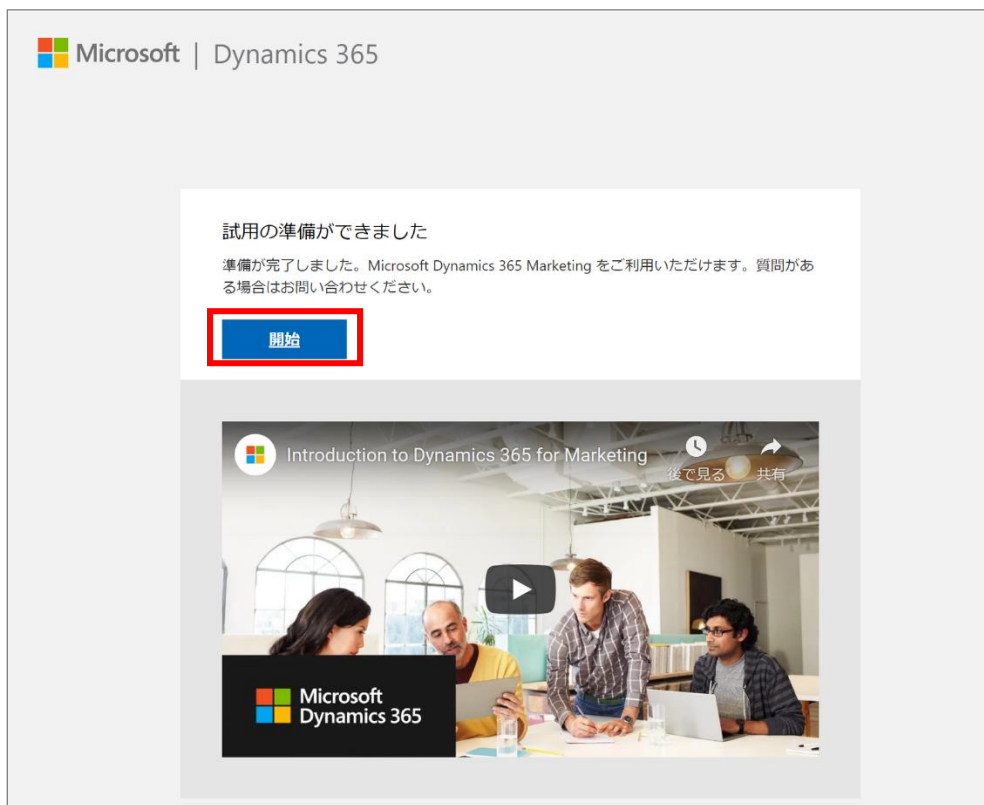 Microsoft | Dynamics 365
試用の準備ができました
準備が完了しました。Microsoft Dynamics 365 Marketing をご利用いただけます。質問があ
る場合はお問い合わせください。
開始
Introduction to Dynamics 365 for Marketing
後で見る
共有
Microsoft
Dynamics 365